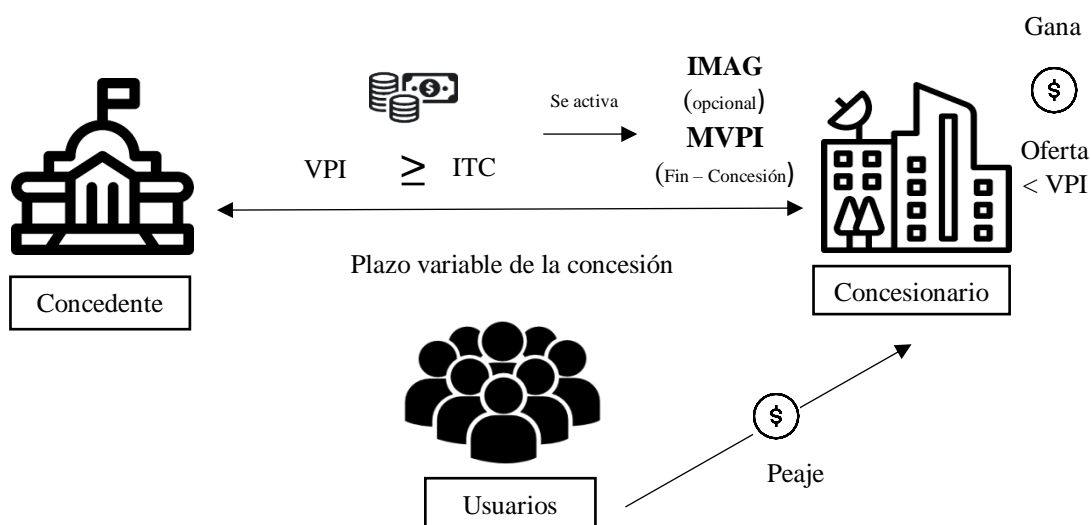 Gana
IMAG
(opcional)
Se activa
MVPI
(Fin – Concesión)
VPI ≥ ITC
$
$
Oferta
< VPI
Plazo variable de la concesión
Concedente
Concesionario
$
Peaje
Usuarios